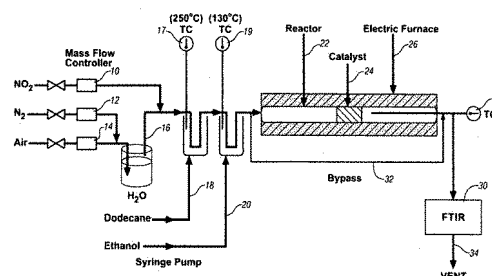 (250°C) (130°C)
TC TC
17 19
Mass Flow
Controller
10
NO2
12
N2
14
Air
16
H2O
18
Dodecane
20
Ethanol
Syringe Pump
Reactor
22
Catalyst
24
Electric Furnace
26
Bypass
32
30
FTIR
34
VENT